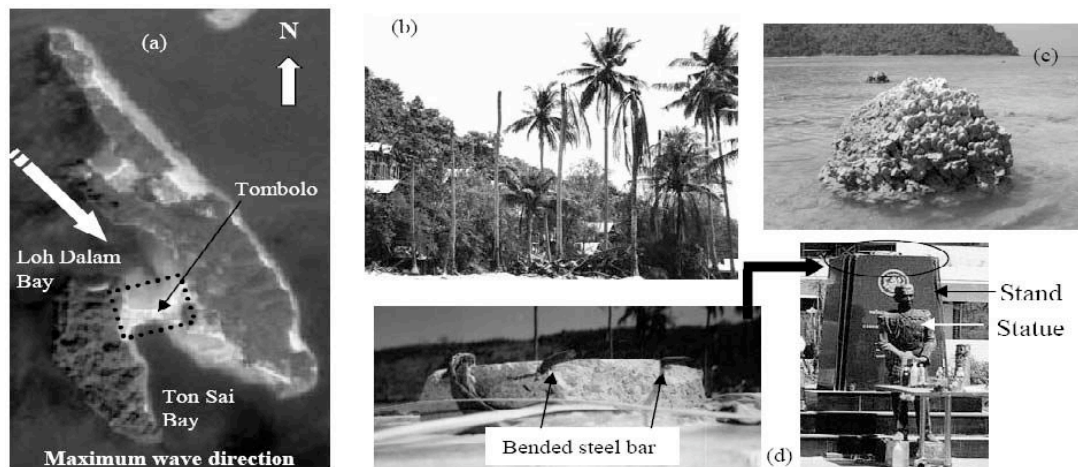 (a)
N
Tombolo
Loh Dalam
Bay
Ton Sai
Bay
Maximum wave direction
(b)
(c)
Stand
Statue
Bended steel bar
(d)